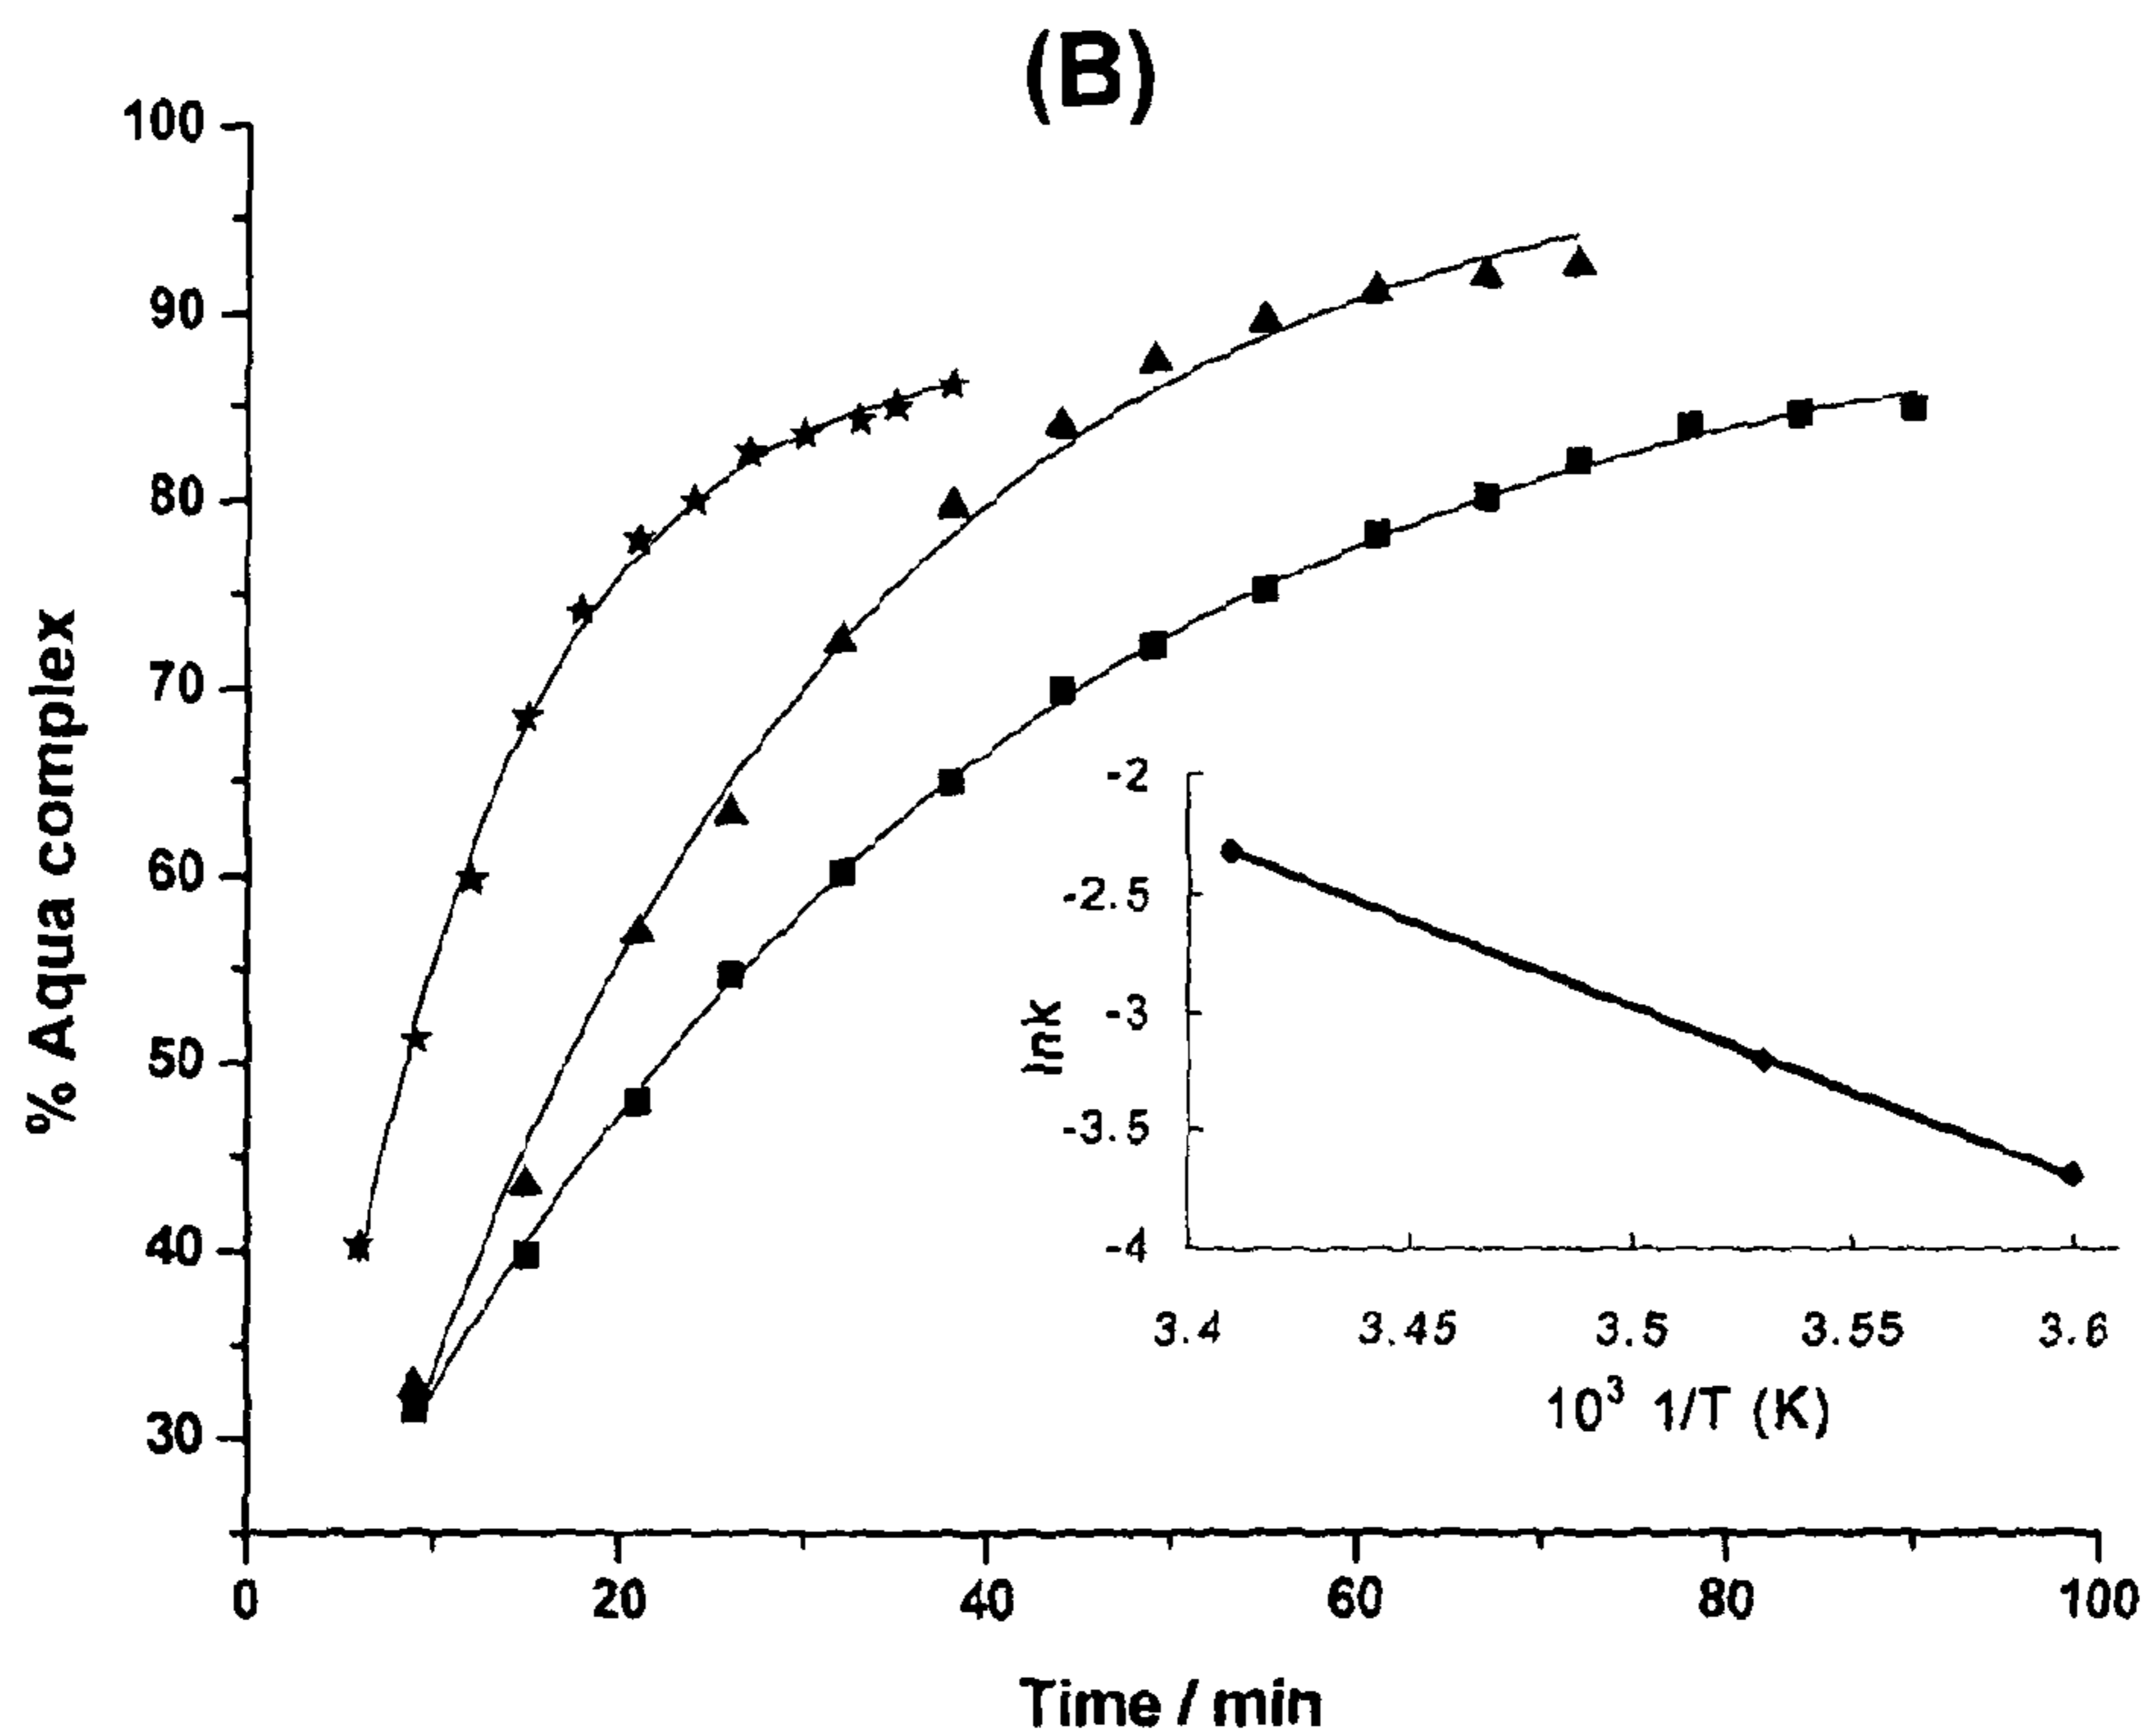 (B)
100
90
80
70
60
50
40
30
% Aqua complex
0 20 40 60 80 100
Time / min
-2
-2.5
-3
-3.5
-4
lnk
3.4 3.45 3.5 3.55 3.6
10³ 1/T (K)